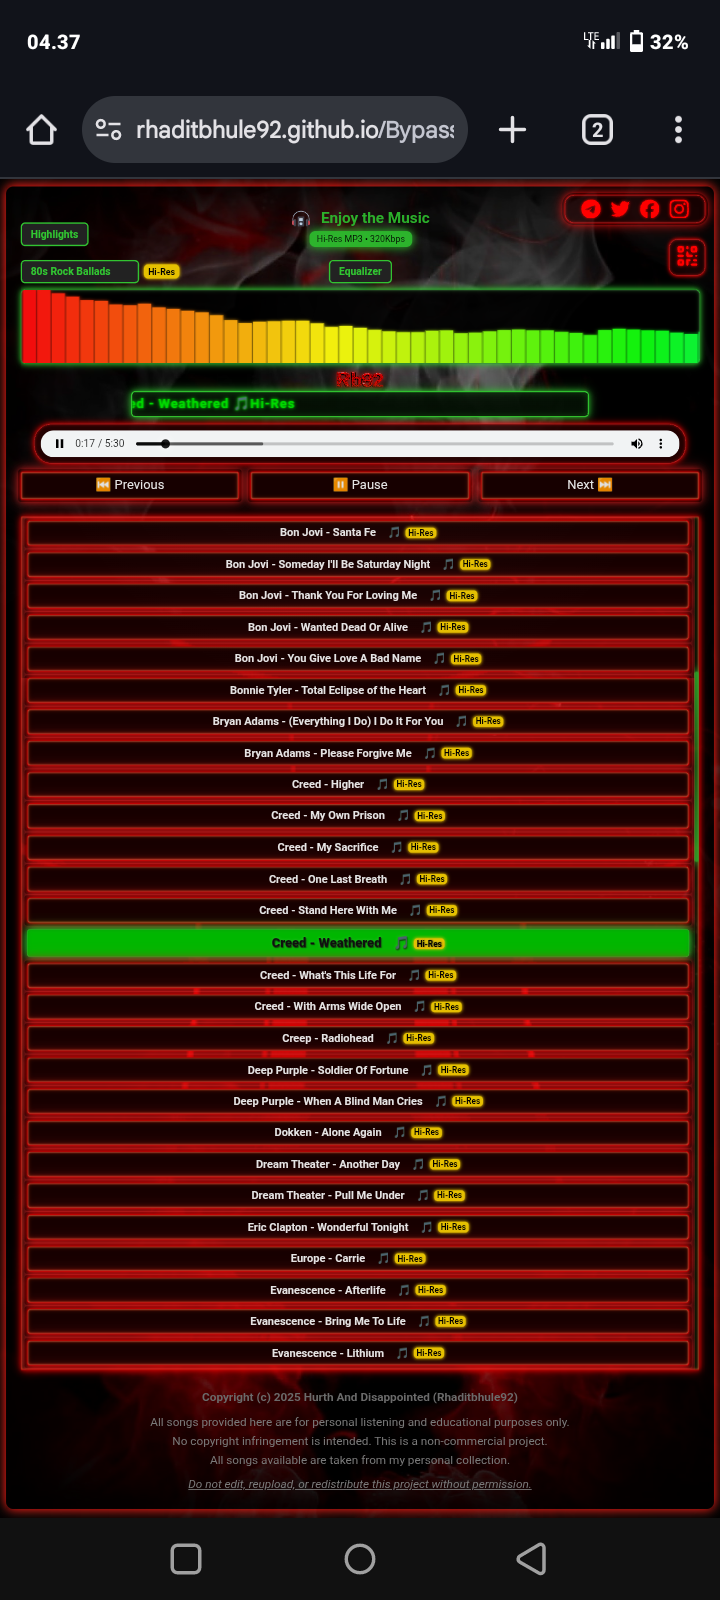 04.37
LTE
32%
rhaditbhule92.github.io/Bypass
2
Enjoy the Music
Hi-Res MP3 • 320Kbps
Highlights
80s Rock Ballads
Hi-Res
Equalizer
Rb92
d - Weathered 🎵Hi-Res
0:17 / 5:30
⏮️ Previous
⏸️ Pause
Next ⏭️
Bon Jovi - Santa Fe 🎵 Hi-Res
Bon Jovi - Someday I'll Be Saturday Night 🎵 Hi-Res
Bon Jovi - Thank You For Loving Me 🎵 Hi-Res
Bon Jovi - Wanted Dead Or Alive 🎵 Hi-Res
Bon Jovi - You Give Love A Bad Name 🎵 Hi-Res
Bonnie Tyler - Total Eclipse of the Heart 🎵 Hi-Res
Bryan Adams - (Everything I Do) I Do It For You 🎵 Hi-Res
Bryan Adams - Please Forgive Me 🎵 Hi-Res
Creed - Higher 🎵 Hi-Res
Creed - My Own Prison 🎵 Hi-Res
Creed - My Sacrifice 🎵 Hi-Res
Creed - One Last Breath 🎵 Hi-Res
Creed - Stand Here With Me 🎵 Hi-Res
Creed - Weathered 🎵 Hi-Res
Creed - What's This Life For 🎵 Hi-Res
Creed - With Arms Wide Open 🎵 Hi-Res
Creep - Radiohead 🎵 Hi-Res
Deep Purple - Soldier Of Fortune 🎵 Hi-Res
Deep Purple - When A Blind Man Cries 🎵 Hi-Res
Dokken - Alone Again 🎵 Hi-Res
Dream Theater - Another Day 🎵 Hi-Res
Dream Theater - Pull Me Under 🎵 Hi-Res
Eric Clapton - Wonderful Tonight 🎵 Hi-Res
Europe - Carrie 🎵 Hi-Res
Evanescence - Afterlife 🎵 Hi-Res
Evanescence - Bring Me To Life 🎵 Hi-Res
Evanescence - Lithium 🎵 Hi-Res
Copyright (c) 2025 Hurth And Disappointed (Rhaditbhule92)
All songs provided here are for personal listening and educational purposes only.
No copyright infringement is intended. This is a non-commercial project.
All songs available are taken from my personal collection.
Do not edit, reupload, or redistribute this project without permission.